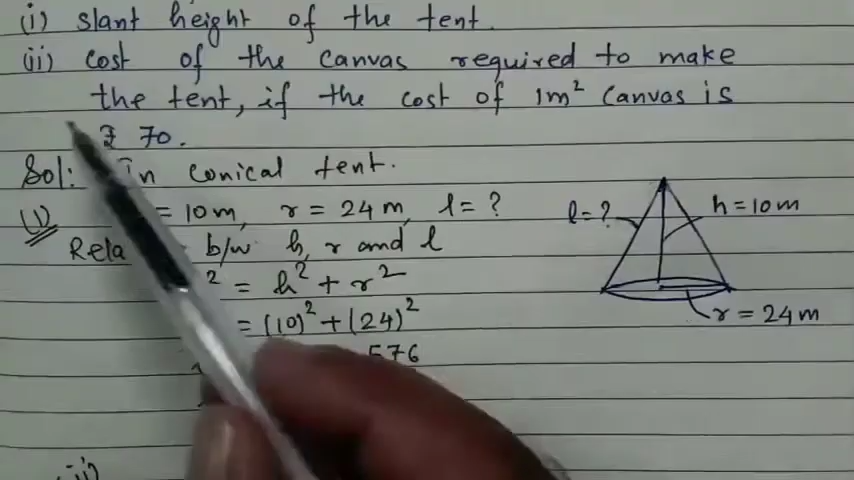 (i) slant height of the tent.
(ii) cost of the canvas required to make
the tent, if the cost of 1m² canvas is
₹ 70.
Sol: In conical tent.
(i) = 10m, r = 24 m, l = ?
b/w h, r and l
² = h² + r²
= (10)² + (24)²
576
(ii)
l = ?
h = 10m
r = 24m